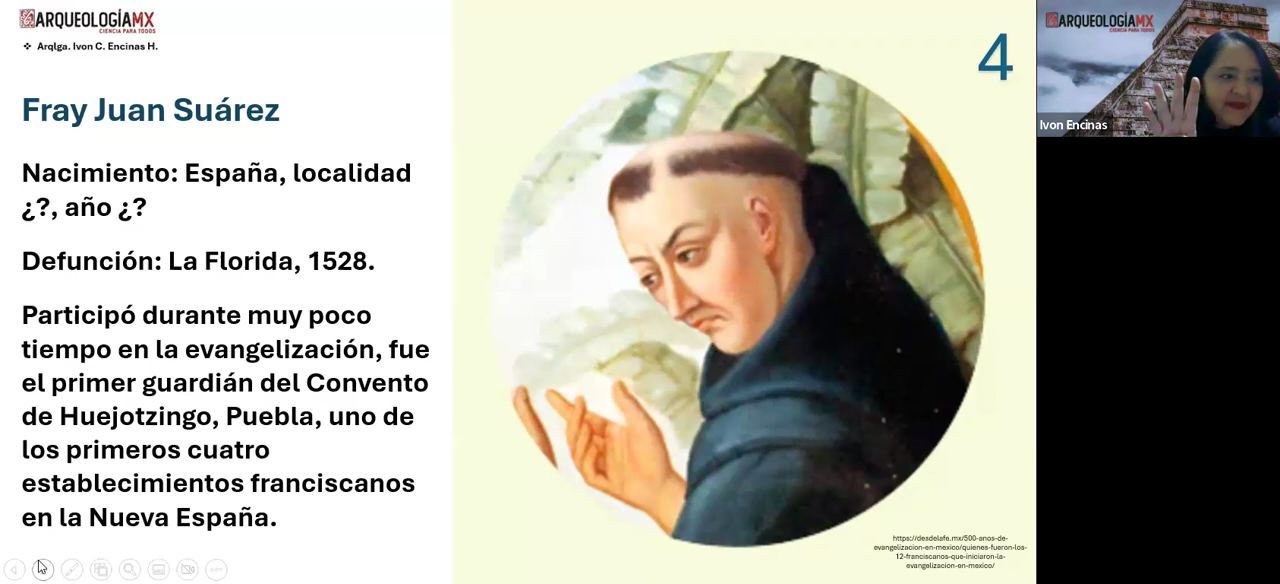 ARQUEOLOGÍAMX
CIENCIA PARA TODOS
❖ Arqlga. Ivon C. Encinas H.
Fray Juan Suárez
Nacimiento: España, localidad
¿?, año ¿?
Defunción: La Florida, 1528.
Participó durante muy poco
tiempo en la evangelización, fue
el primer guardián del Convento
de Huejotzingo, Puebla, uno de
los primeros cuatro
establecimientos franciscanos
en la Nueva España.
4
https://desdelafe.mx/500-anos-de-
evangelizacion-en-mexico/quienes-fueron-los-
12-franciscanos-que-iniciaron-la-
evangelizacion-en-mexico/
ARQUEOLOGÍAMX
CIENCIA PARA TODOS
Ivon Encinas